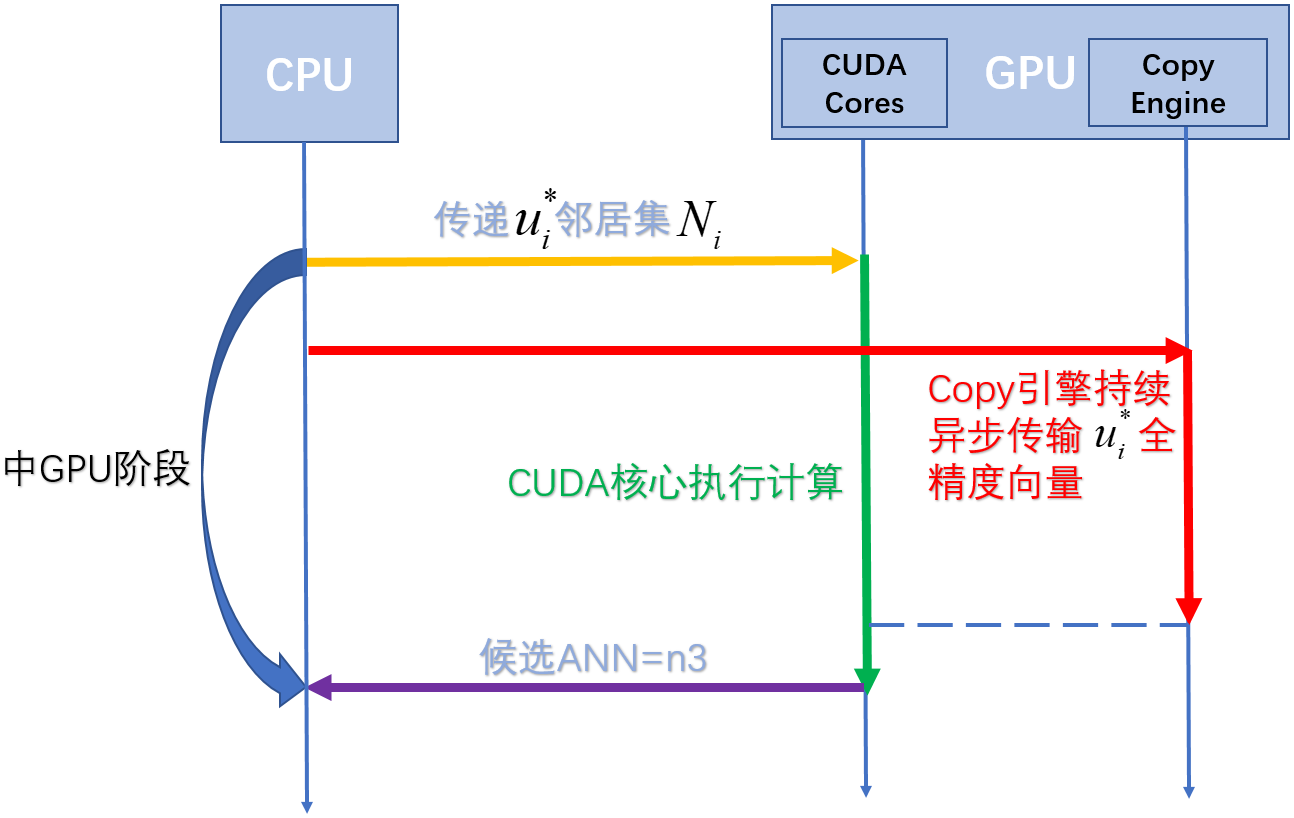 CPU
CUDA
Cores
GPU
Copy
Engine
传递 u_i^* 邻居集 N_i
Copy引擎持续
异步传输 u_i^* 全
精度向量
中GPU阶段
CUDA核心执行计算
候选ANN=n3